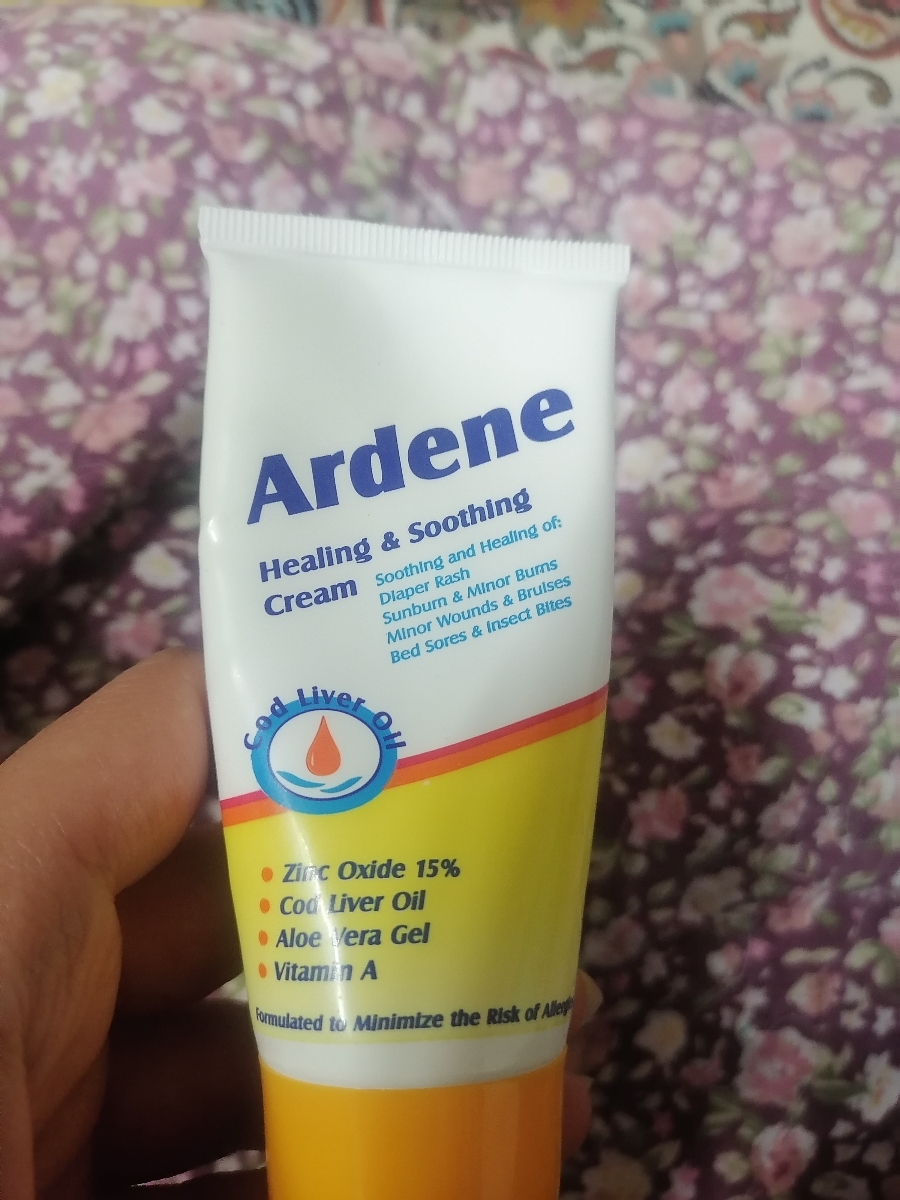 Ardene
Healing & Soothing
Cream
Soothing and Healing of:
Diaper Rash
Sunburn & Minor Burns
Minor Wounds & Bruises
Bed Sores & Insect Bites
Cod Liver Oil
• Zinc Oxide 15%
• Cod Liver Oil
• Aloe Vera Gel
• Vitamin A
Formulated to Minimize the Risk of